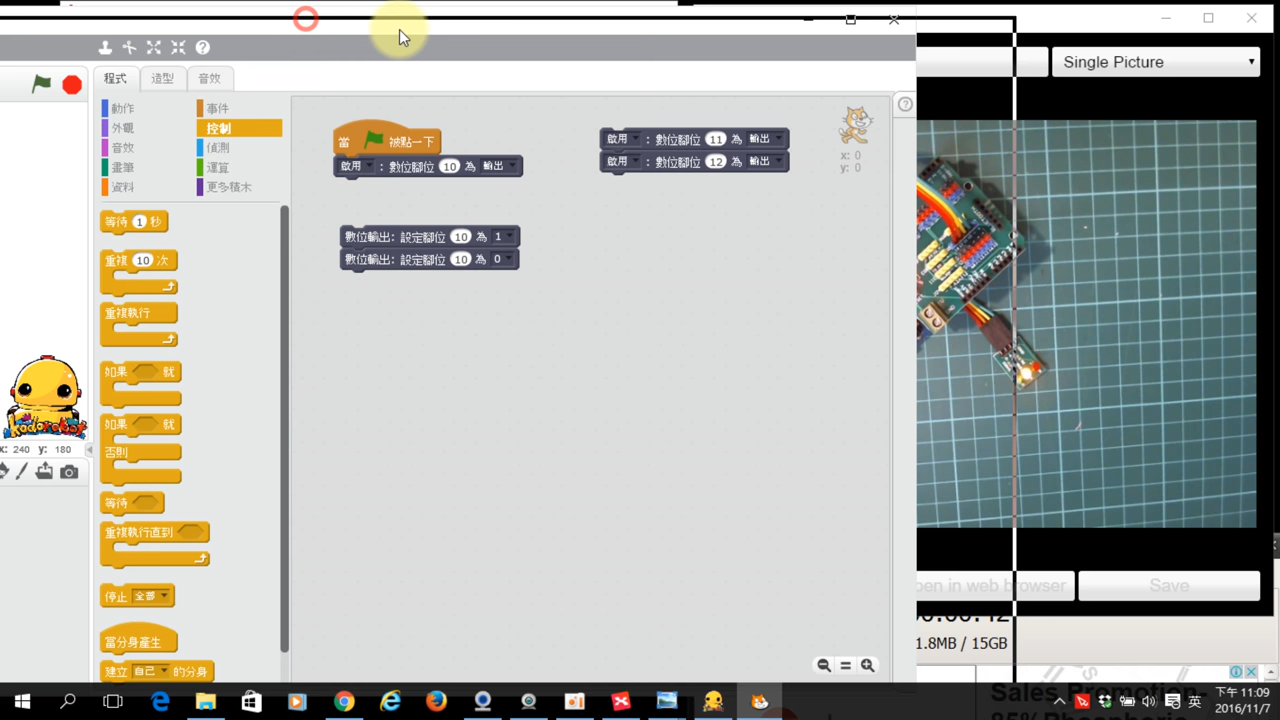 Single Picture
程式
造型
音效
動作
事件
外觀
控制
音效
偵測
畫筆
運算
資料
更多積木
等待 1 秒
重複 10 次
重複執行
如果 就
如果 就
否則
等待
重複執行直到
停止 全部
當分身產生
建立 自己 的分身
當 被點一下
啟用 : 數位腳位 10 為 輸出
數位輸出: 設定腳位 10 為 1
數位輸出: 設定腳位 10 為 0
啟用 : 數位腳位 11 為 輸出
啟用 : 數位腳位 12 為 輸出
x: 0
y: 0
x: 240 y: 180
en in web browser
Save
1.8MB / 15GB
Sales Promotion-
英
下午 11:09
2016/11/7